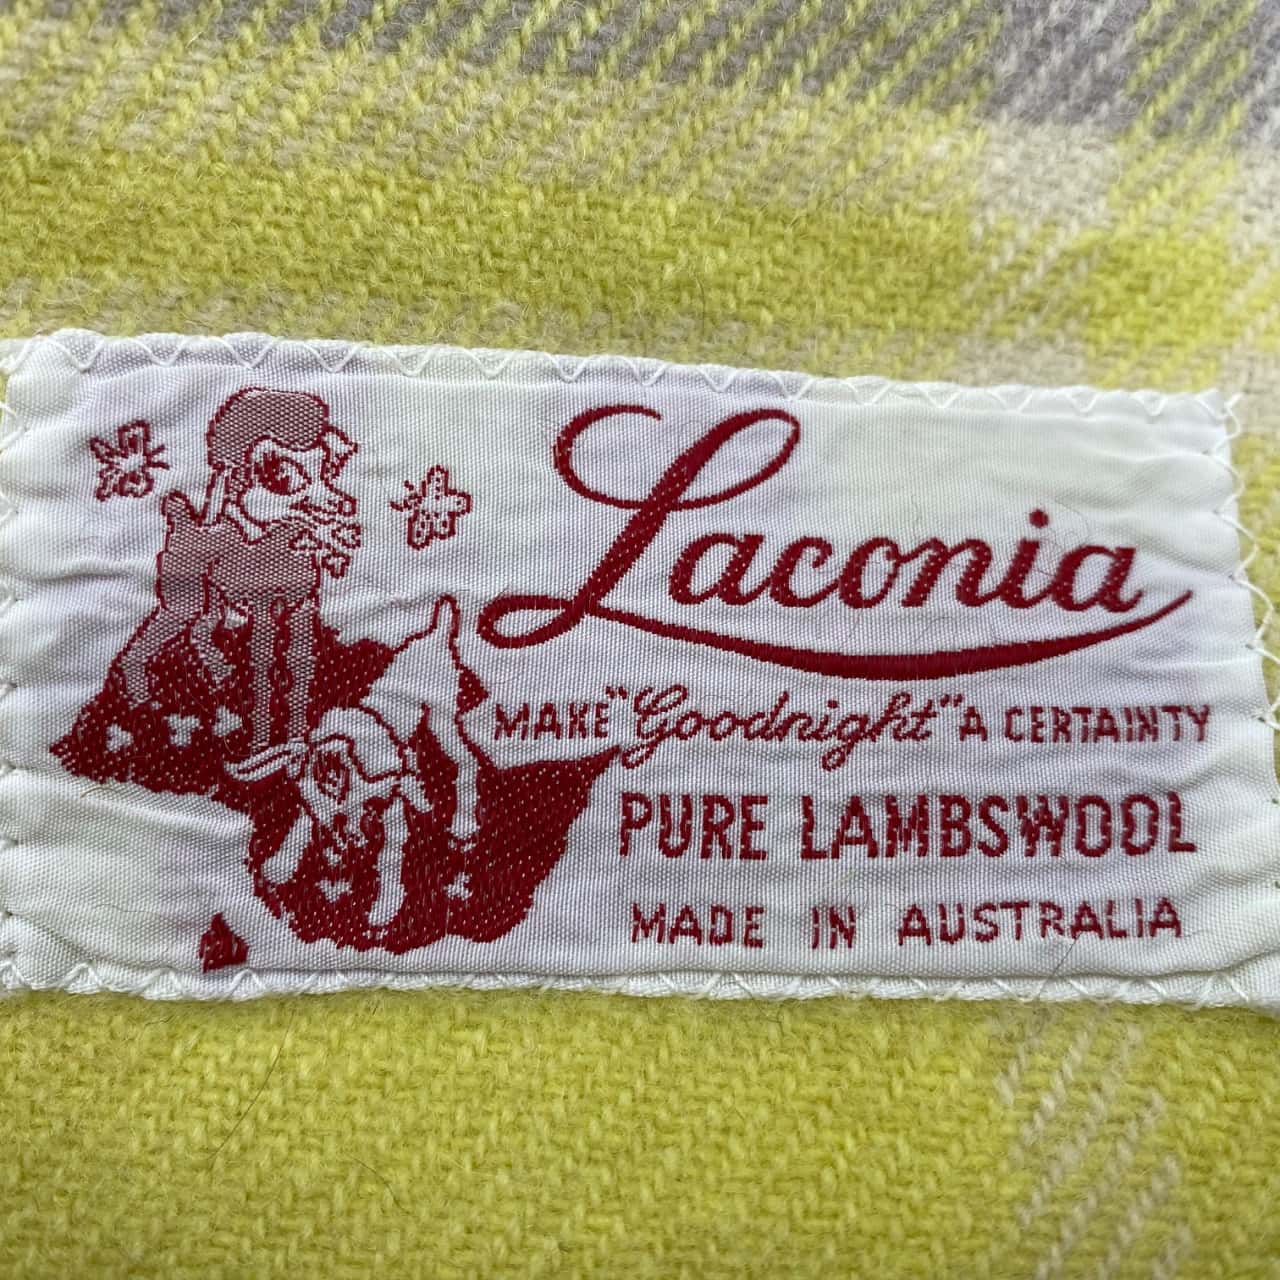 Laconia
MAKE "Goodnight" A CERTAINTY
PURE LAMBSWOOL
MADE IN AUSTRALIA